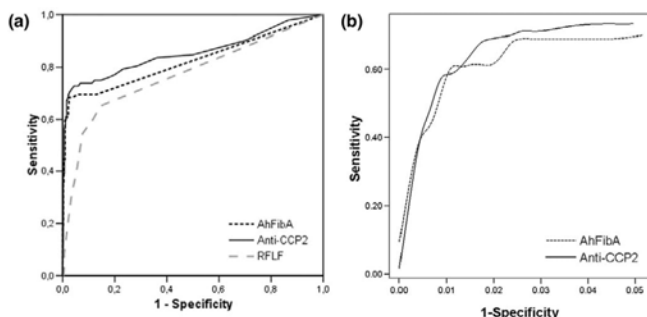 (a)
1,0
0,8
0,6
0,4
0,2
0,0
Sensitivity
AhFibA
Anti-CCP2
RFLF
0,0 0,2 0,4 0,6 0,8 1,0
1 - Specificity
(b)
0.60
0.40
0.20
0.00
Sensitivity
AhFibA
Anti-CCP2
0.00 0.01 0.02 0.03 0.04 0.05
1-Specificity